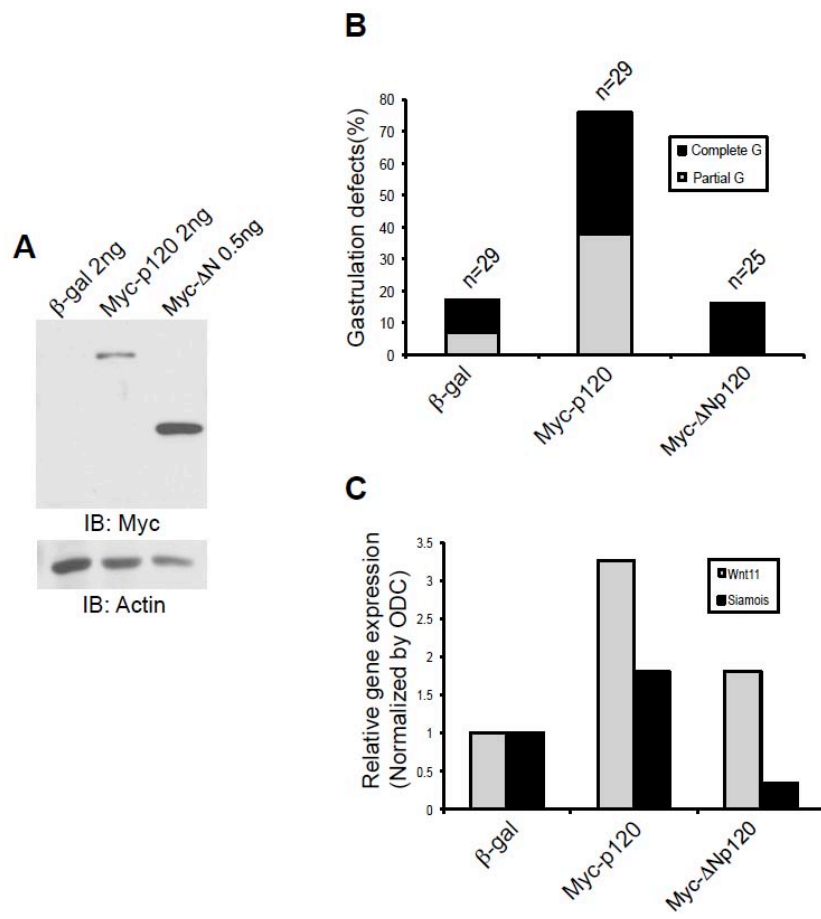 A
β-gal 2ng
Myc-p120 2ng
Myc-ΔN 0.5ng
IB: Myc
IB: Actin
B
Gastrulation defects(%)
80
70
60
50
40
30
20
10
0
n=29
n=29
n=25
Complete G
Partial G
β-gal
Myc-p120
Myc-ΔNp120
C
Relative gene expression
(Normalized by ODC)
3.5
3
2.5
2
1.5
1
0.5
0
Wnt11
Siamois
β-gal
Myc-p120
Myc-ΔNp120